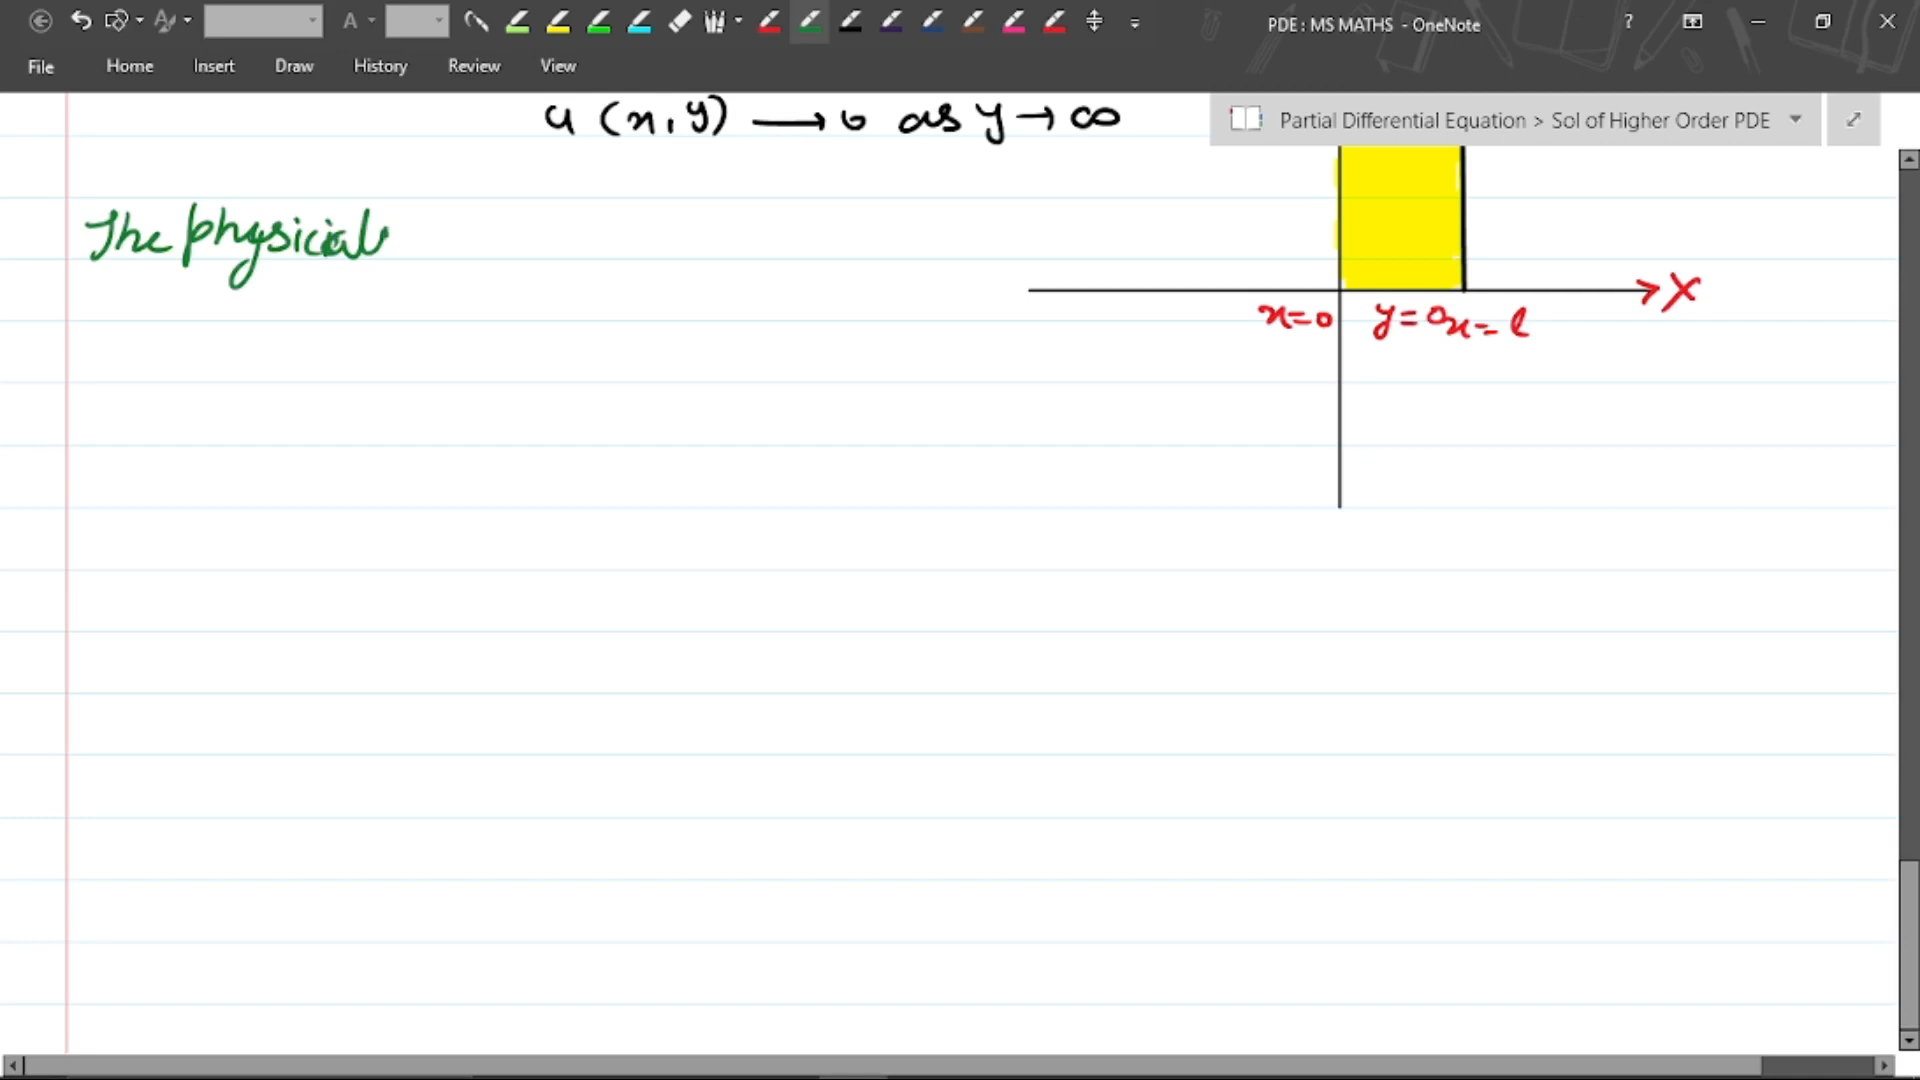 PDE : MS MATHS - OneNote
File Home Insert Draw History Review View
u (x, y) → 0 as y → ∞
Partial Differential Equation > Sol of Higher Order PDE
The physicial
X
x=0 y=0 x=l